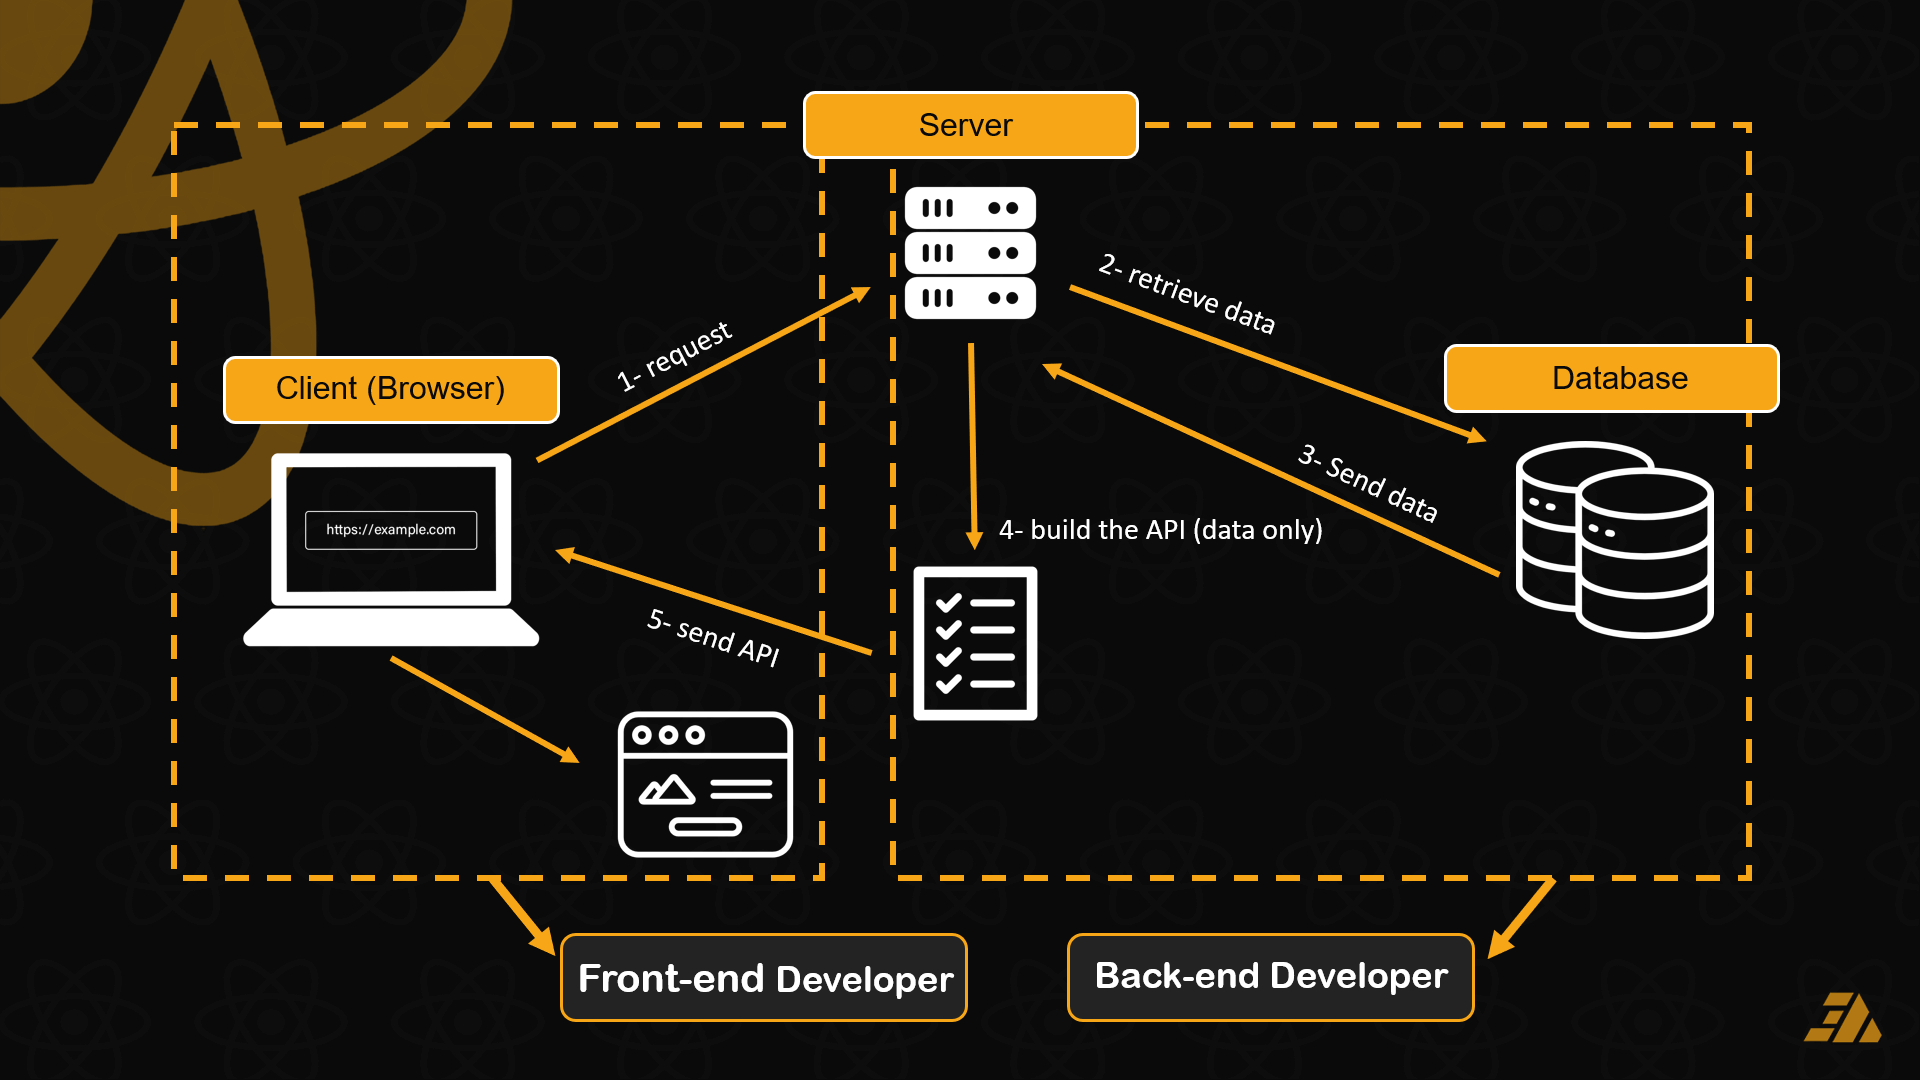 Server
2- retrieve data
1- request
Client (Browser)
Database
https://example.com
3- Send data
4- build the API (data only)
5- send API
Front-end Developer
Back-end Developer